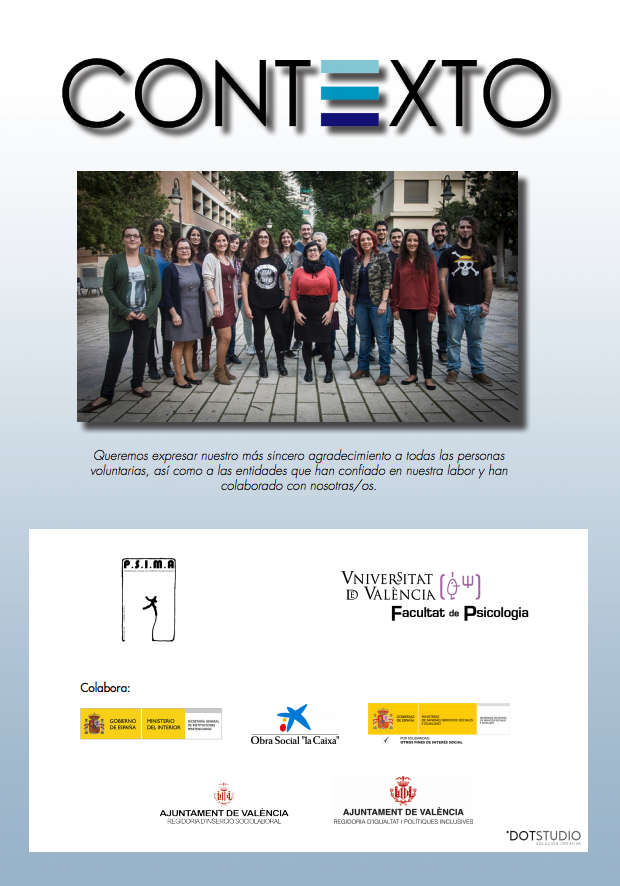 CONTEXTO
YOU
Queremos expresar nuestro más sincero agradecimiento a todas las personas
voluntarias, así como a las entidades que han confiado en nuestra labor y han
colaborado con nosotras/os.
P.S.I.M.A
VNIVERSITAT
DE VALÈNCIA
Facultat de Psicologia
Colabora:
GOBIERNO
DE ESPAÑA
MINISTERIO
DEL INTERIOR
SECRETARÍA GENERAL
DE INSTITUCIONES
PENITENCIARIAS
Obra Social "la Caixa"
GOBIERNO
DE ESPAÑA
MINISTERIO
DE SANIDAD, SERVICIOS SOCIALES
E IGUALDAD
POR SOLIDARIDAD
OTROS FINES DE INTERÉS SOCIAL
AJUNTAMENT DE VALÈNCIA
REGIDORIA D'INSERCIÓ SOCIOLABORAL
AJUNTAMENT DE VALÈNCIA
REGIDORIA D'IGUALTAT I POLÍTIQUES INCLUSIVES
DOTSTUDIO
SOLUCIÓN CREATIVA